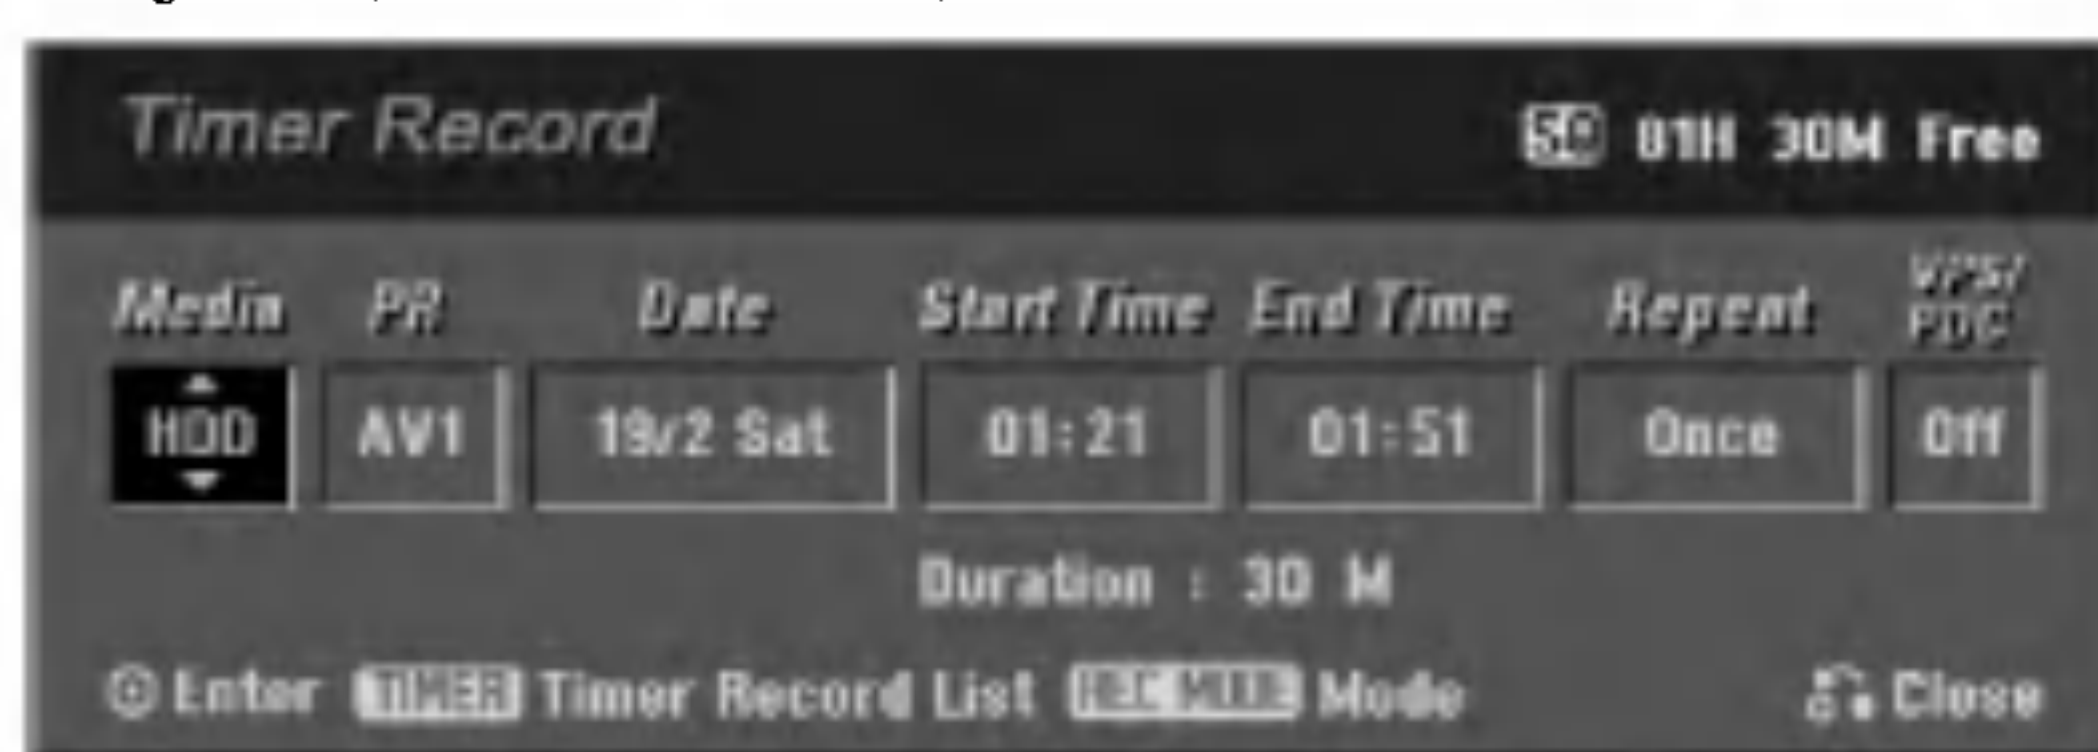 Timer Record
SQ 01H 30M Free
Media PR Date Start Time End Time Repeat VPS/
PDC
HDD AV1 19/2 Sat 01:21 01:51 Once Off
Duration : 30 M
Enter TIMER Timer Record List REC MODE Mode Close